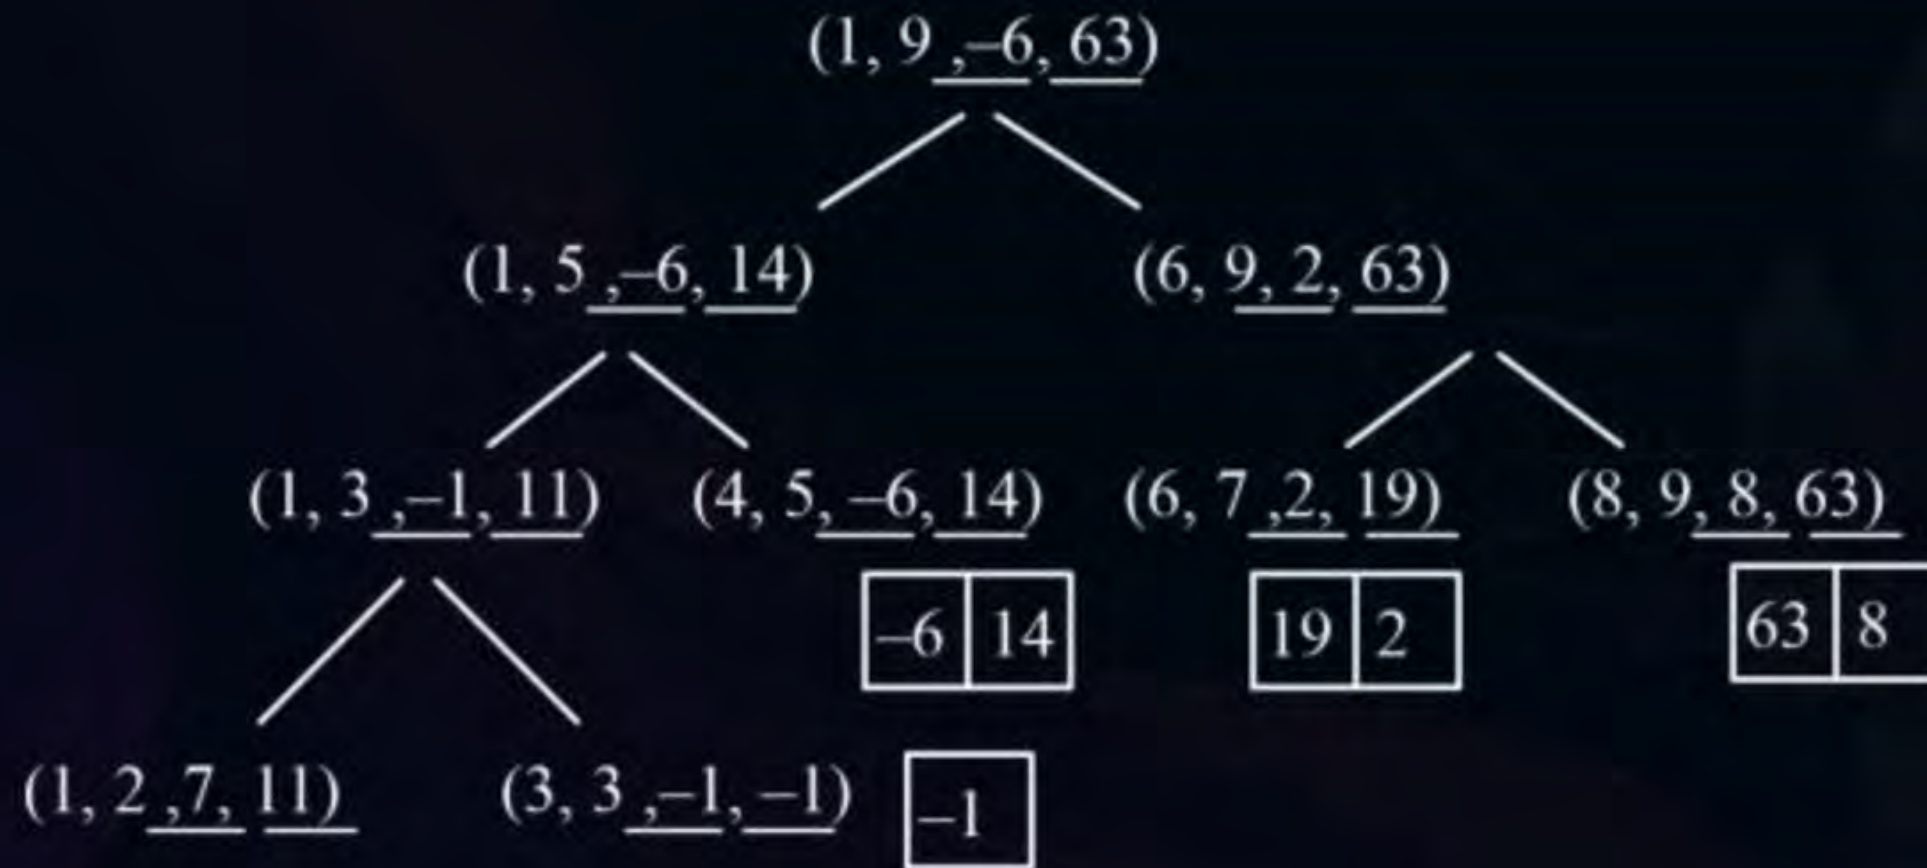 (1, 9 ,–6, 63)
(1, 5 ,–6, 14) (6, 9, 2, 63)
(1, 3 ,–1, 11) (4, 5, –6, 14) (6, 7 ,2, 19) (8, 9, 8, 63)
–6 14 19 2 63 8
(1, 2 ,7, 11) (3, 3 ,–1, –1) –1